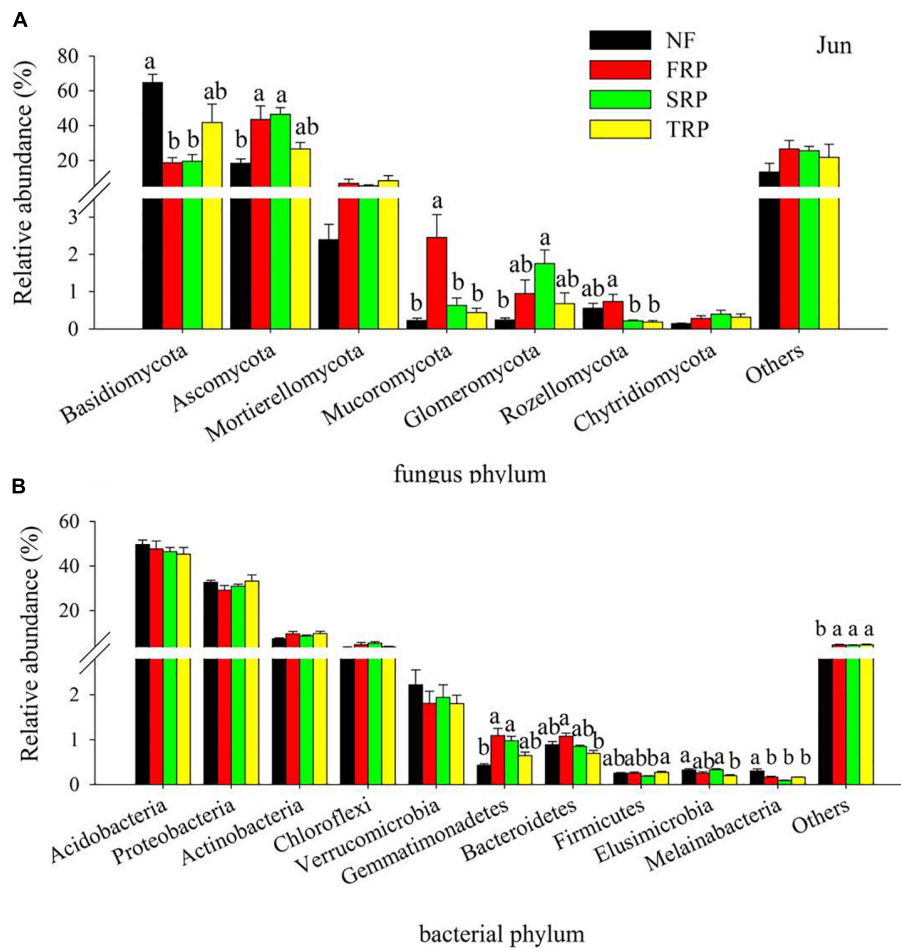 A
Jun
NF
FRP
SRP
TRP
Relative abundance (%)
80
60
40
20
3
2
1
0
a b b ab
b a a ab
b a b b
b ab a ab
ab a b b
Basidiomycota
Ascomycota
Mortierellomycota
Mucoromycota
Glomeromycota
Rozellomycota
Chytridiomycota
Others
fungus phylum
B
Relative abundance (%)
60
40
20
2
1
0
b a a ab
ab a ab b
ab ab b a
a ab a b
a b b b
b a a a
Acidobacteria
Proteobacteria
Actinobacteria
Chloroflexi
Verrucomicrobia
Gemmatimonadetes
Bacteroidetes
Firmicutes
Elusimicrobia
Melainabacteria
Others
bacterial phylum